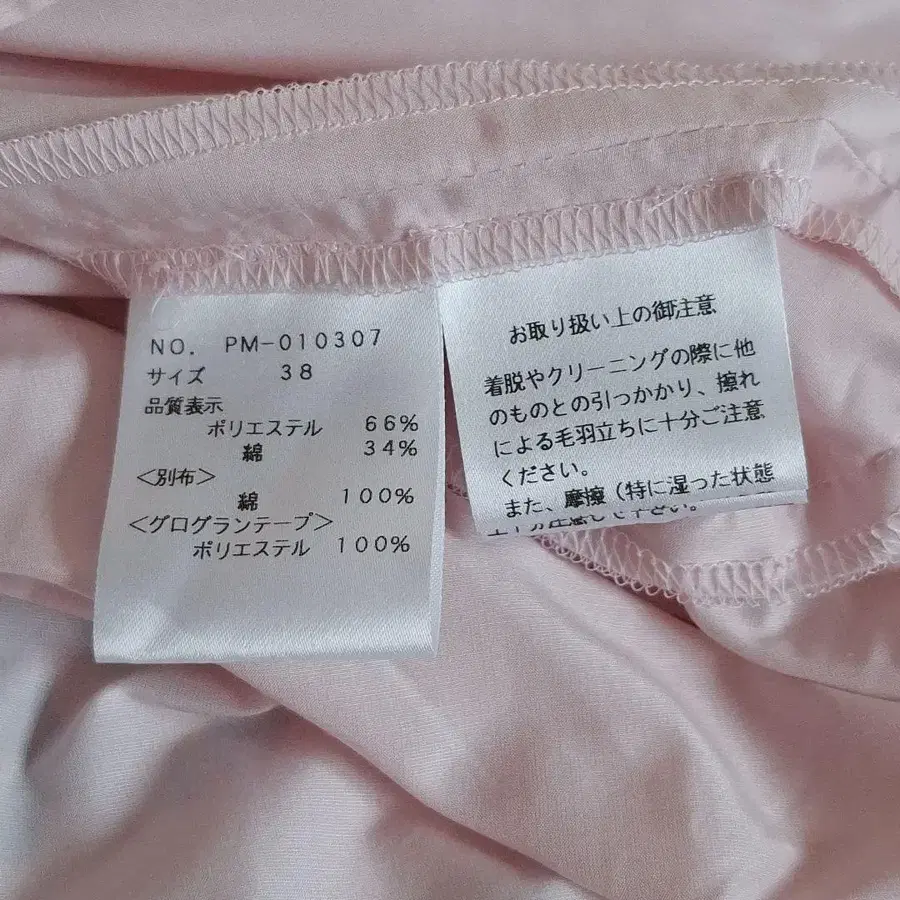 NO. PM-010307
サイズ 38
品質表示
ポリエステル 66%
綿 34%
<別布>
綿 100%
<グログランテープ>
ポリエステル 100%
お取り扱い上の御注意
着脱やクリーニングの際に他
のものとの引っかかり、擦れ
による毛羽立ちに十分ご注意
ください。
また、摩擦(特に湿った状態